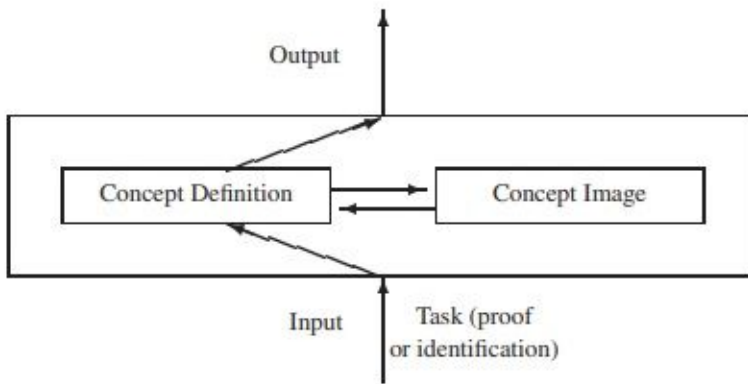 Output
Concept Definition
Concept Image
Input
Task (proof
or identification)